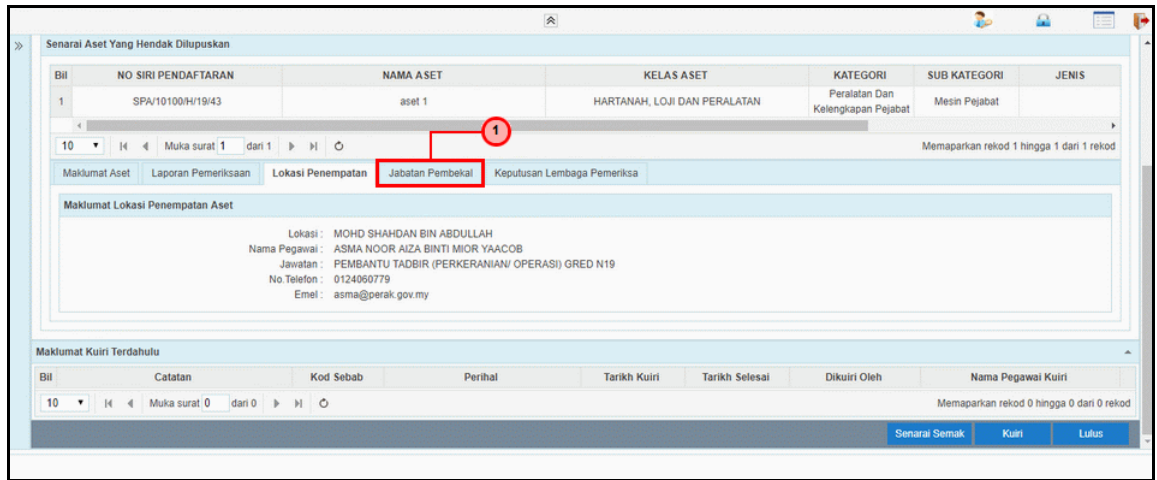 Senarai Aset Yang Hendak Dilupuskan
Bil NO SIRI PENDAFTARAN NAMA ASET KELAS ASET KATEGORI SUB KATEGORI JENIS
1 SPA/10100/H/19/43 aset 1 HARTANAH, LOJI DAN PERALATAN Peralatan Dan Kelengkapan Pejabat Mesin Pejabat
1
10 Muka surat 1 dari 1 Memaparkan rekod 1 hingga 1 dari 1 rekod
Maklumat Aset Laporan Pemeriksaan Lokasi Penempatan Jabatan Pembekal Keputusan Lembaga Pemeriksa
Maklumat Lokasi Penempatan Aset
Lokasi : MOHD SHAHDAN BIN ABDULLAH
Nama Pegawai : ASMA NOOR AIZA BINTI MIOR YAACOB
Jawatan : PEMBANTU TADBIR (PERKERANIAN/ OPERASI) GRED N19
No.Telefon : 0124060779
Emel : asma@perak.gov.my
Maklumat Kuiri Terdahulu
Bil Catatan Kod Sebab Perihal Tarikh Kuiri Tarikh Selesai Dikuiri Oleh Nama Pegawai Kuiri
10 Muka surat 0 dari 0 Memaparkan rekod 0 hingga 0 dari 0 rekod
Senarai Semak Kuiri Lulus